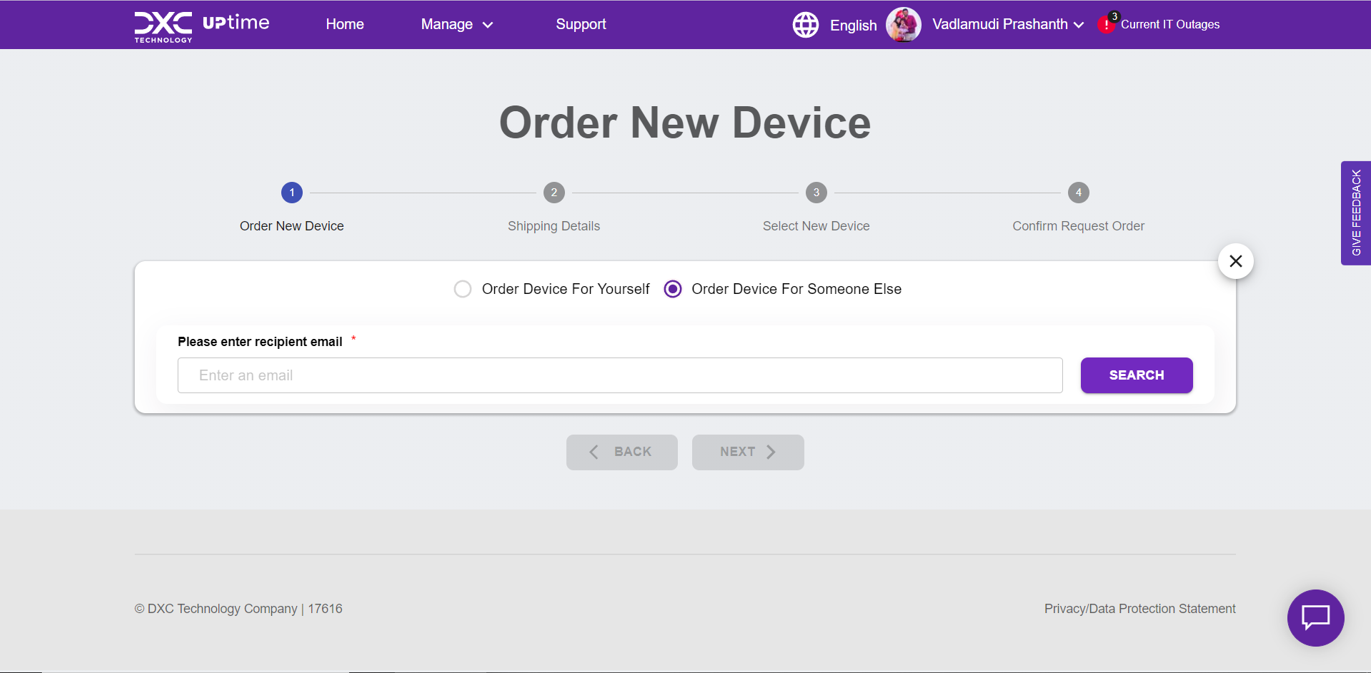 DXC TECHNOLOGY UPtime Home Manage Support English Vadlamudi Prashanth 3 ! Current IT Outages
Order New Device
1 2 3 4
Order New Device Shipping Details Select New Device Confirm Request Order
GIVE FEEDBACK
Order Device For Yourself Order Device For Someone Else
Please enter recipient email *
Enter an email SEARCH
BACK NEXT
© DXC Technology Company | 17616 Privacy/Data Protection Statement